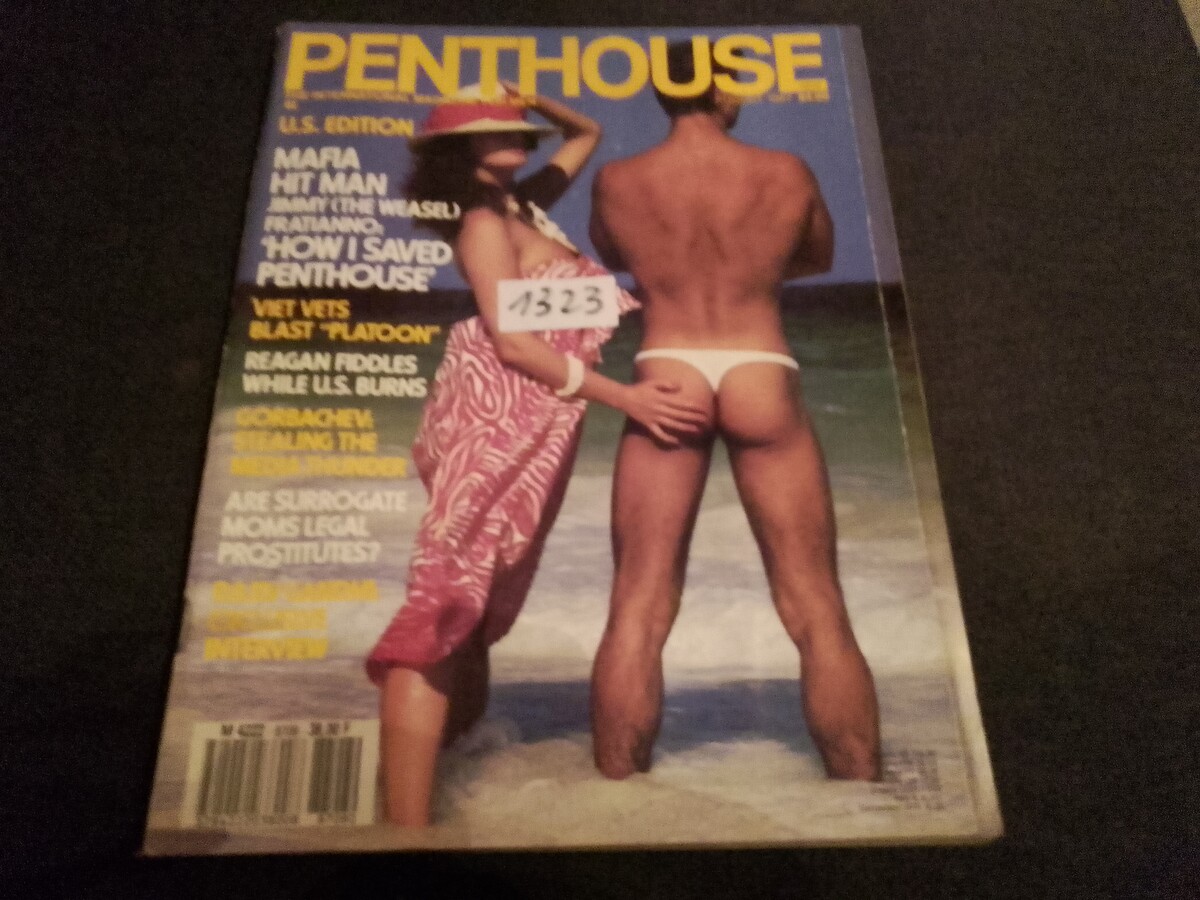 PENTHOUSE
U.S. EDITION
MAFIA
HIT MAN
JIMMY (THE WEASEL)
FRATIANNO:
'HOW I SAVED
PENTHOUSE'
VIET VETS
BLAST "PLATOON"
REAGAN FIDDLES
WHILE U.S. BURNS
GORBACHEV:
STEALING THE
MEDIA THUNDER
ARE SURROGATE
MOMS LEGAL
PROSTITUTES?
INTERVIEW
1323